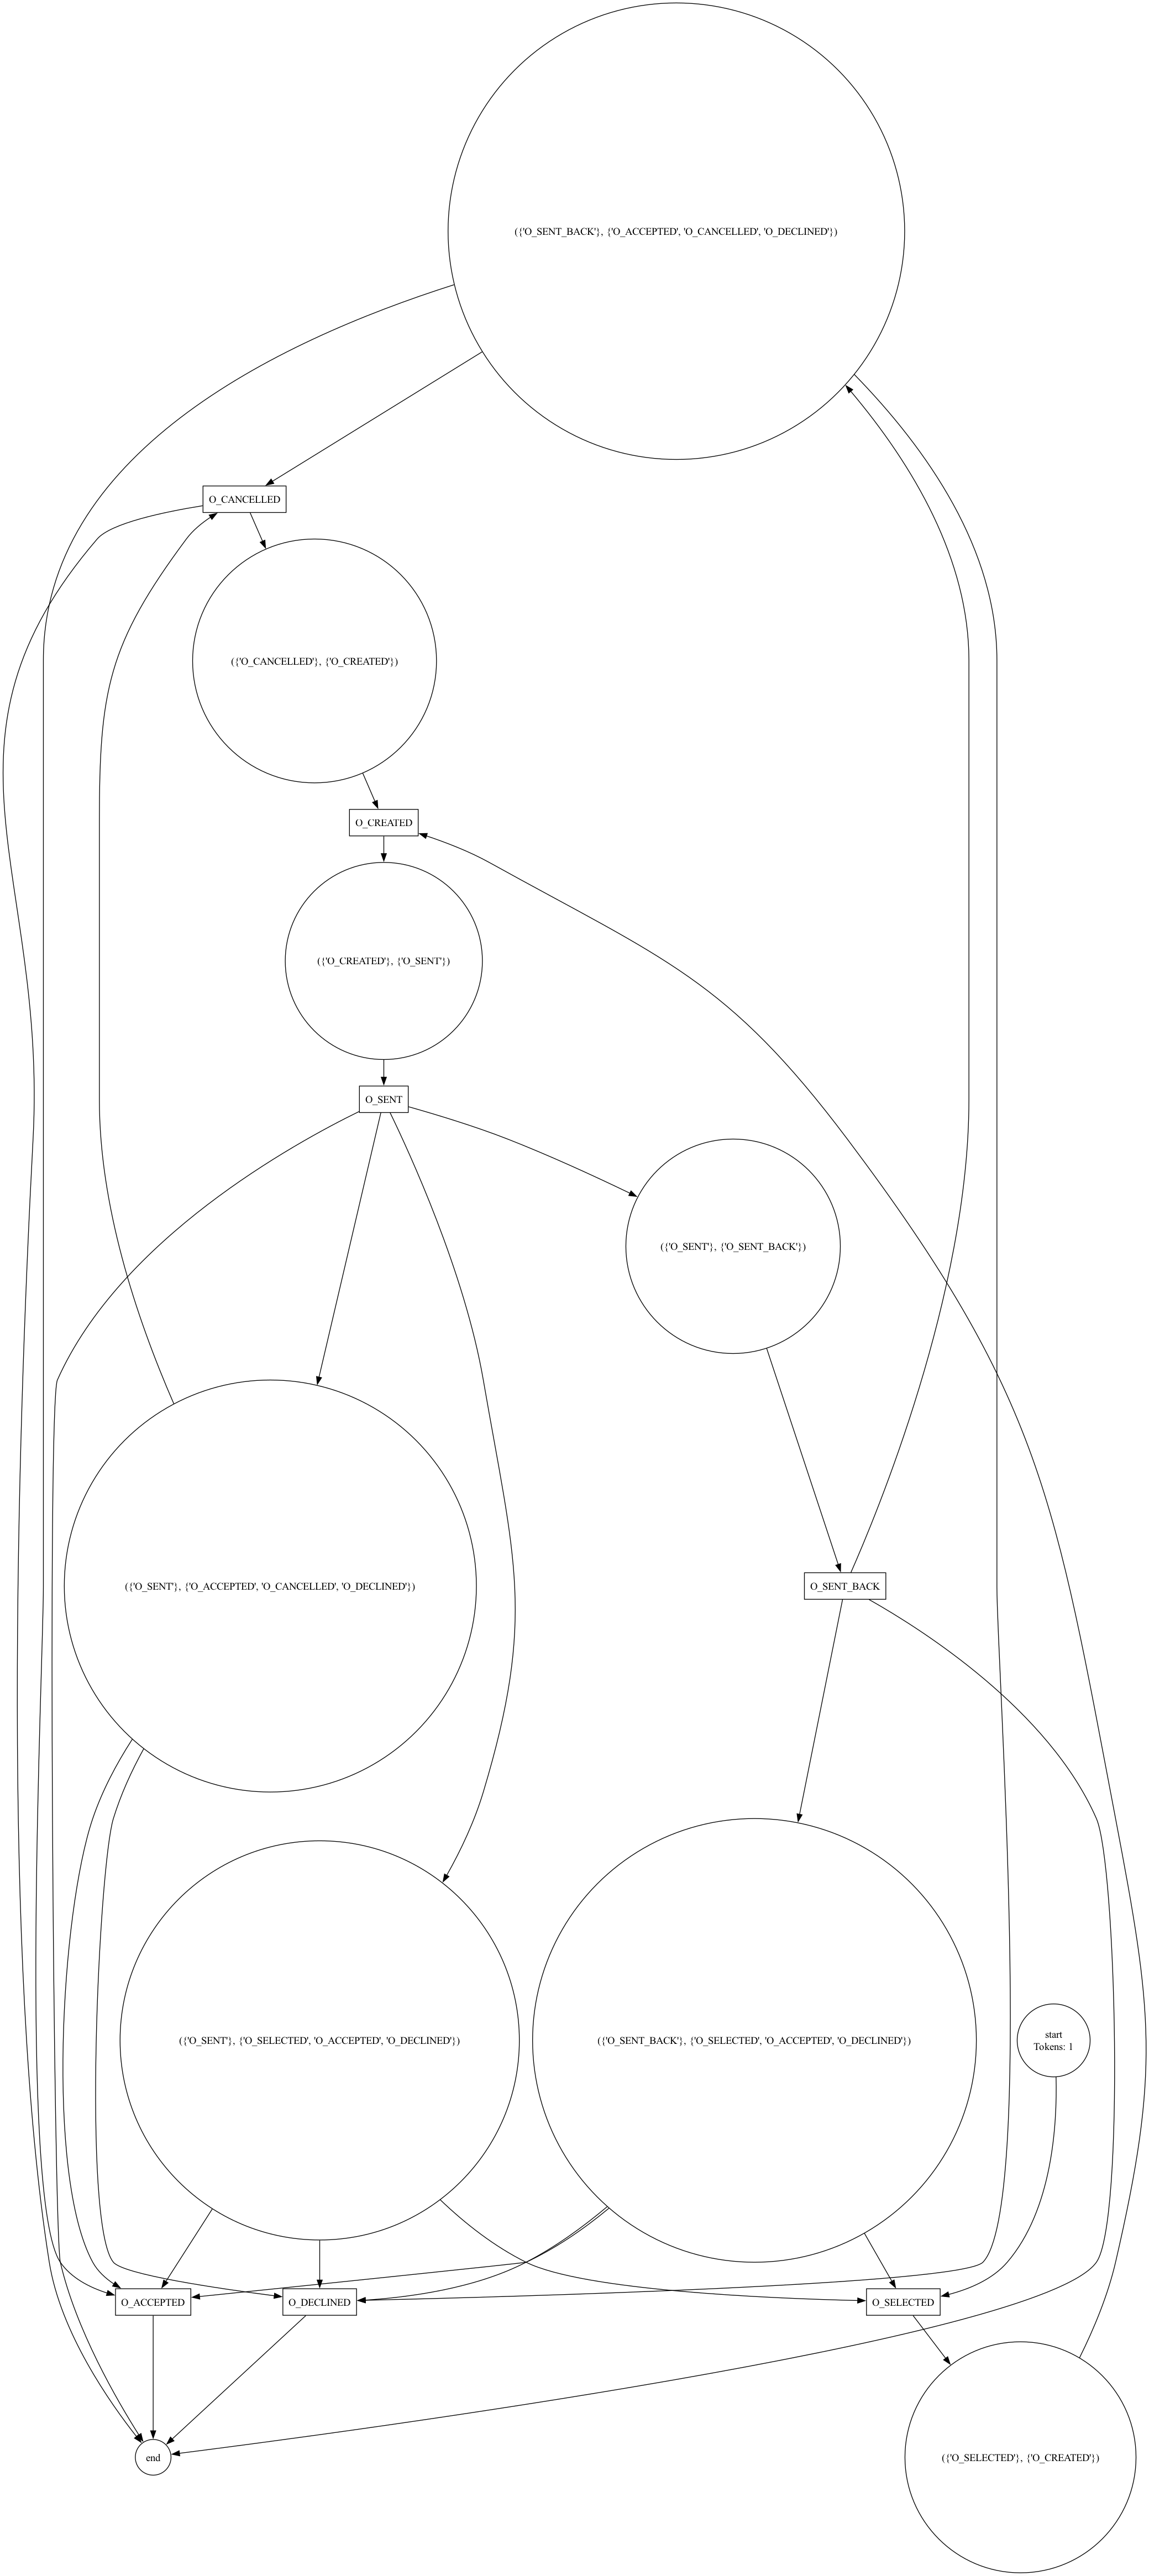 ({'O_SENT_BACK'}, {'O_ACCEPTED', 'O_CANCELLED', 'O_DECLINED'})
O_CANCELLED
({'O_CANCELLED'}, {'O_CREATED'})
O_CREATED
({'O_CREATED'}, {'O_SENT'})
O_SENT
({'O_SENT'}, {'O_SENT_BACK'})
({'O_SENT'}, {'O_ACCEPTED', 'O_CANCELLED', 'O_DECLINED'})
O_SENT_BACK
({'O_SENT'}, {'O_SELECTED', 'O_ACCEPTED', 'O_DECLINED'})
({'O_SENT_BACK'}, {'O_SELECTED', 'O_ACCEPTED', 'O_DECLINED'})
start
Tokens: 1
O_ACCEPTED
O_DECLINED
O_SELECTED
end
({'O_SELECTED'}, {'O_CREATED'})